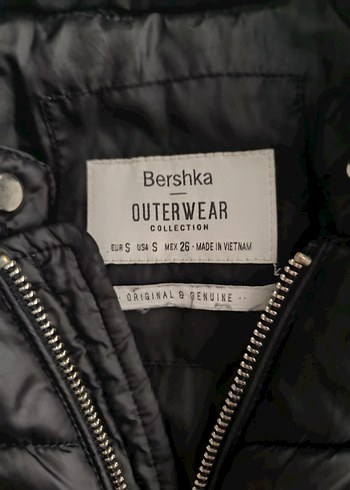 Bershka
OUTERWEAR
COLLECTION
EUR S USA S MEX 26 - MADE IN VIETNAM
· ORIGINAL & GENUINE ··